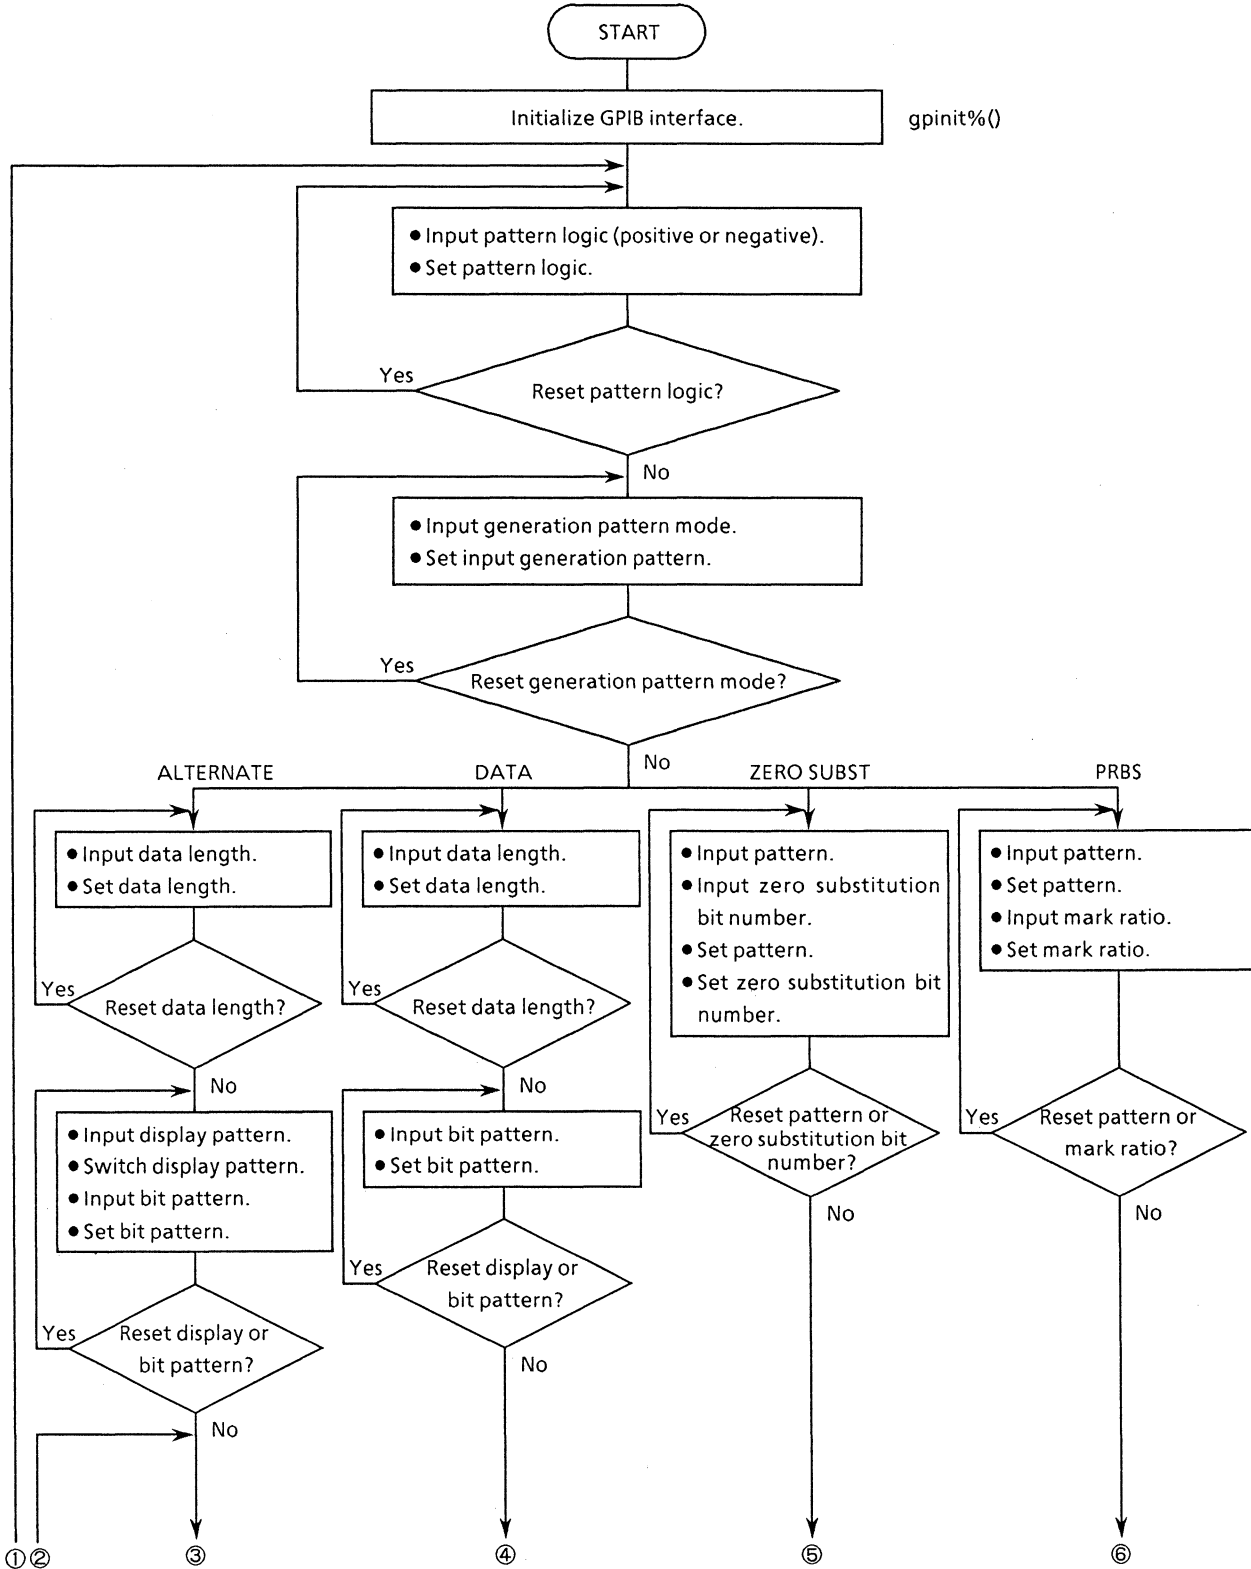 START
Initialize GPIB interface.
gpinit%()
● Input pattern logic (positive or negative).
● Set pattern logic.
Yes
Reset pattern logic?
No
● Input generation pattern mode.
● Set input generation pattern.
Yes
Reset generation pattern mode?
No
ALTERNATE
DATA
ZERO SUBST
PRBS
● Input data length.
● Set data length.
Yes
Reset data length?
No
● Input display pattern.
● Switch display pattern.
● Input bit pattern.
● Set bit pattern.
Yes
Reset display or
bit pattern?
No
● Input data length.
● Set data length.
Yes
Reset data length?
No
● Input bit pattern.
● Set bit pattern.
Yes
Reset display or
bit pattern?
No
● Input pattern.
● Input zero substitution
bit number.
● Set pattern.
● Set zero substitution bit
number.
Yes
Reset pattern or
zero substitution bit
number?
No
● Input pattern.
● Set pattern.
● Input mark ratio.
● Set mark ratio.
Yes
Reset pattern or
mark ratio?
No
① ② ③ ④ ⑤ ⑥